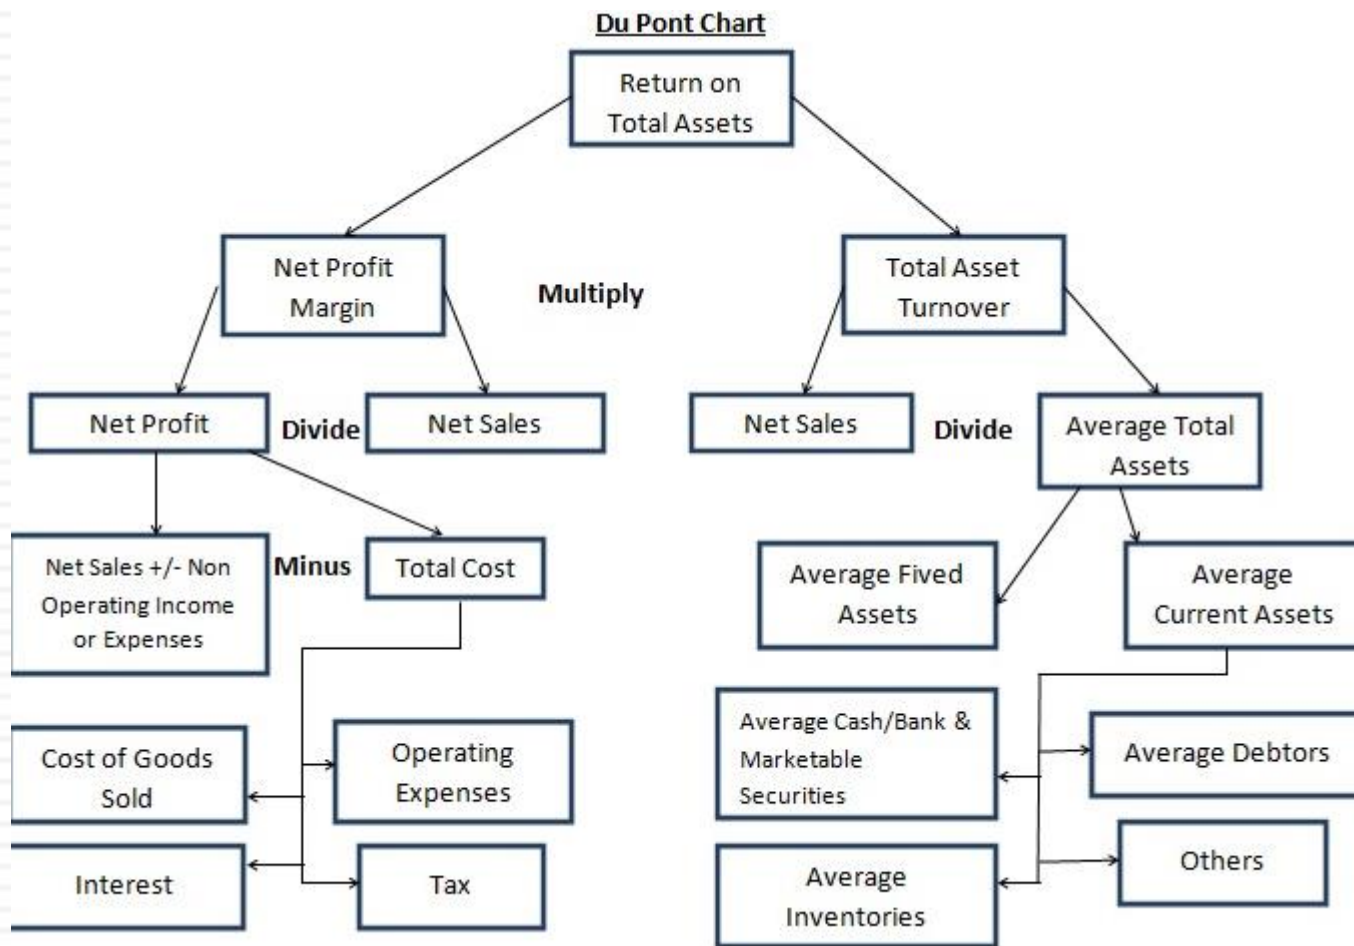 Du Pont Chart
Return on
Total Assets
Net Profit
Margin
Multiply
Total Asset
Turnover
Net Profit
Divide
Net Sales
Net Sales
Divide
Average Total
Assets
Net Sales +/- Non
Operating Income
or Expenses
Minus
Total Cost
Average Fived
Assets
Average
Current Assets
Cost of Goods
Sold
Operating
Expenses
Average Cash/Bank &
Marketable
Securities
Average Debtors
Interest
Tax
Average
Inventories
Others